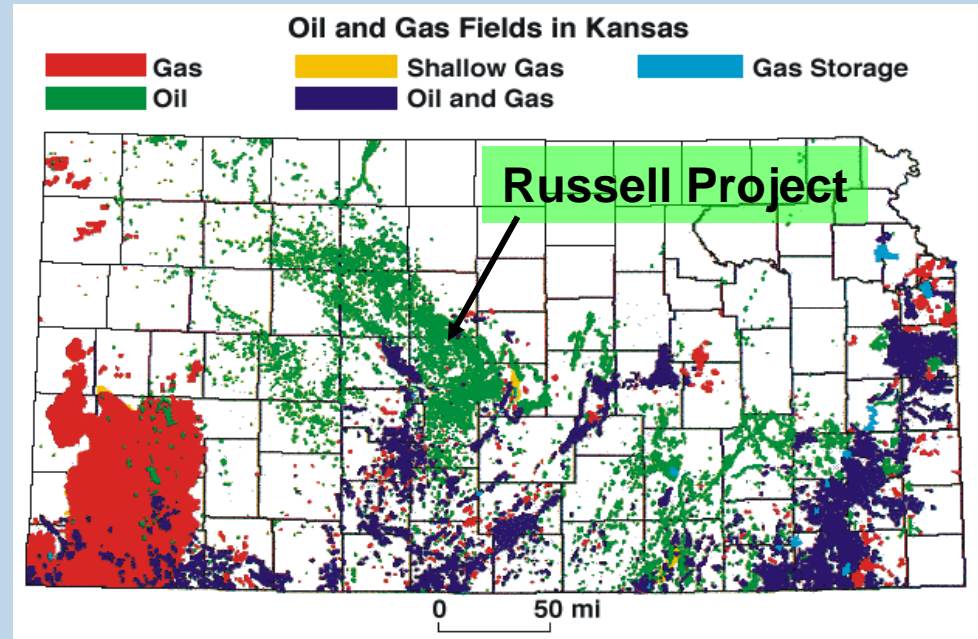 Oil and Gas Fields in Kansas
Gas Shallow Gas Gas Storage
Oil Oil and Gas
Russell Project
0 50 mi